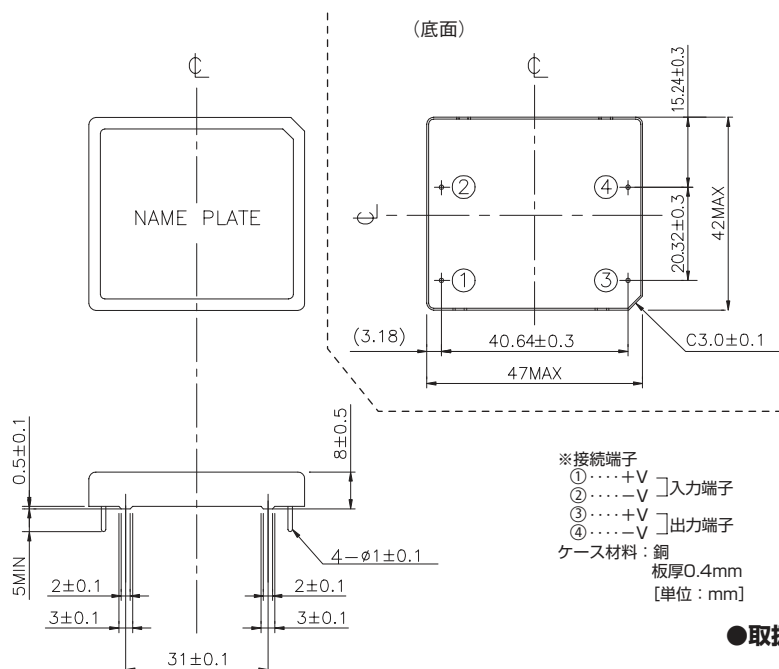 (底面)
℄
NAME PLATE
15.24±0.3
② ④
℄
20.32±0.3
42MAX
① ③
(3.18)
40.64±0.3
C3.0±0.1
47MAX
0.5±0.1
8±0.5
5MIN
4-ø1±0.1
2±0.1 2±0.1
3±0.1 3±0.1
31±0.1
※接続端子
①‥‥+V
②‥‥−V
入力端子
③‥‥+V
④‥‥−V
出力端子
ケース材料:銅
板厚0.4mm
[単位:mm]
●取扱